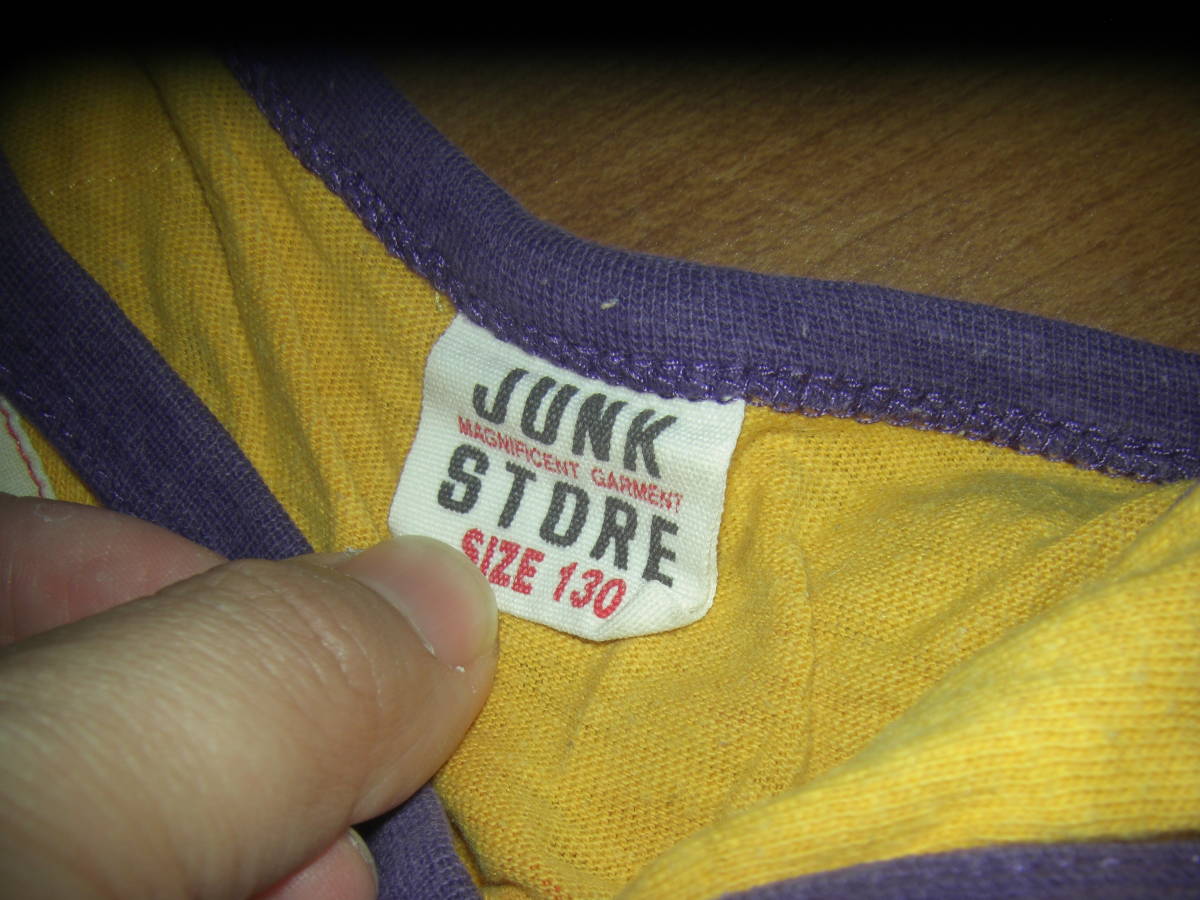 JUNK
MAGNIFICENT GARMENT
STORE
SIZE 130